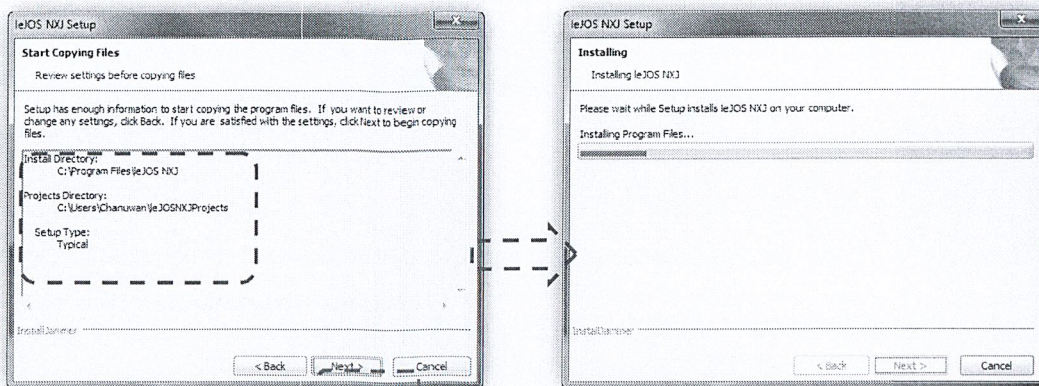 leJOS NXJ Setup
Start Copying Files
Review settings before copying files
Setup has enough information to start copying the program files. If you want to review or
change any settings, click Back. If you are satisfied with the settings, click Next to begin copying
files.
Install Directory:
C:\Program Files\leJOS NXJ
Projects Directory:
C:\Users\Chanuwan\leJOSNXJProjects
Setup Type:
Typical
InstallJammer
< Back
Next >
Cancel
leJOS NXJ Setup
Installing
Installing leJOS NXJ
Please wait while Setup installs leJOS NXJ on your computer.
Installing Program Files...
InstallJammer
< Back
Next >
Cancel